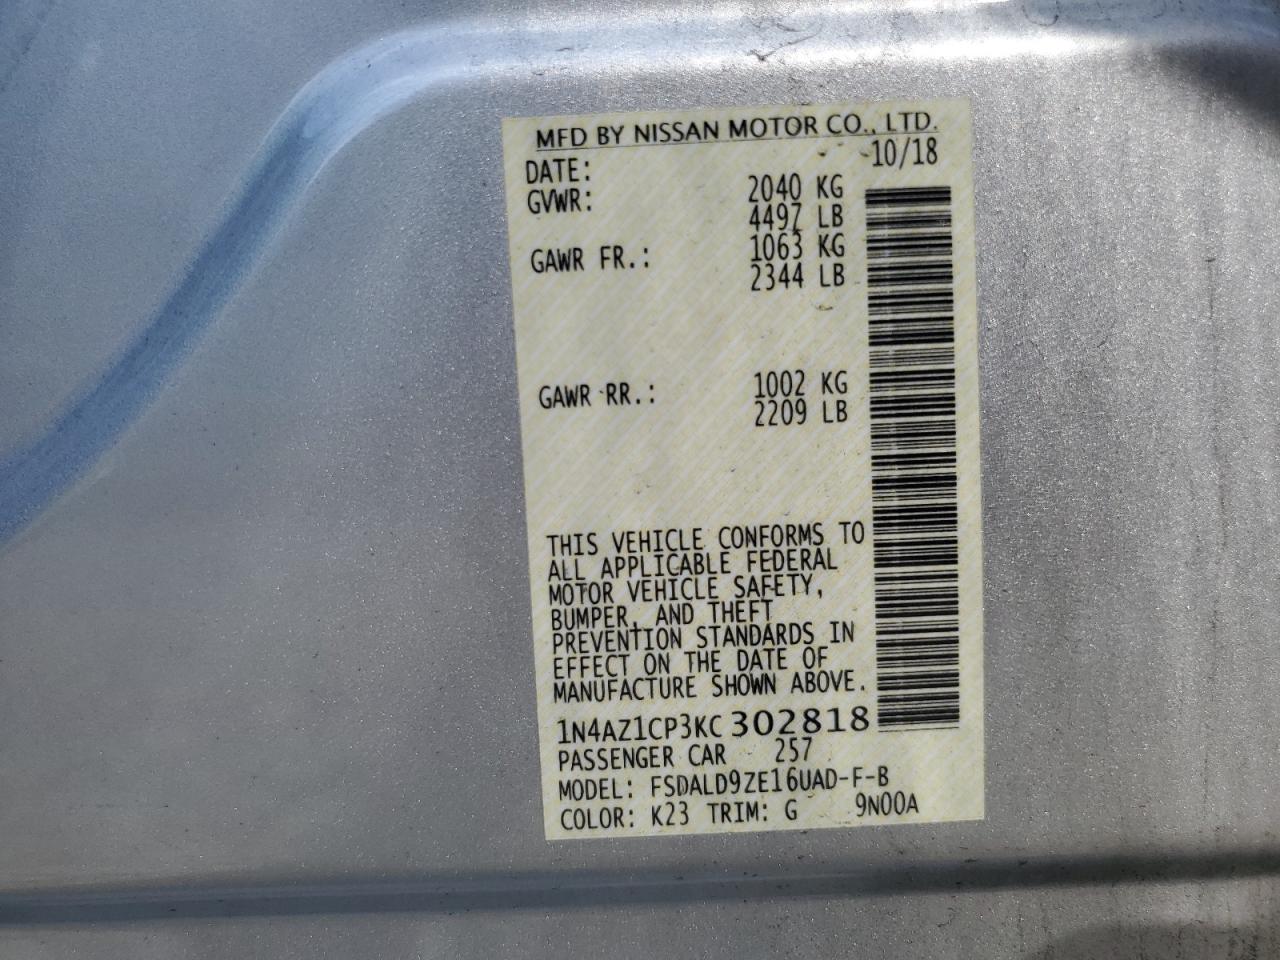 MFD BY NISSAN MOTOR CO., LTD.
DATE: 10/18
GVWR: 2040 KG
4497 LB
GAWR FR.: 1063 KG
2344 LB
GAWR RR.: 1002 KG
2209 LB
THIS VEHICLE CONFORMS TO
ALL APPLICABLE FEDERAL
MOTOR VEHICLE SAFETY,
BUMPER, AND THEFT
PREVENTION STANDARDS IN
EFFECT ON THE DATE OF
MANUFACTURE SHOWN ABOVE.
1N4AZ1CP3KC302818
PASSENGER CAR 257
MODEL: FSDALD9ZE16UAD-F-B
COLOR: K23 TRIM: G 9N00A